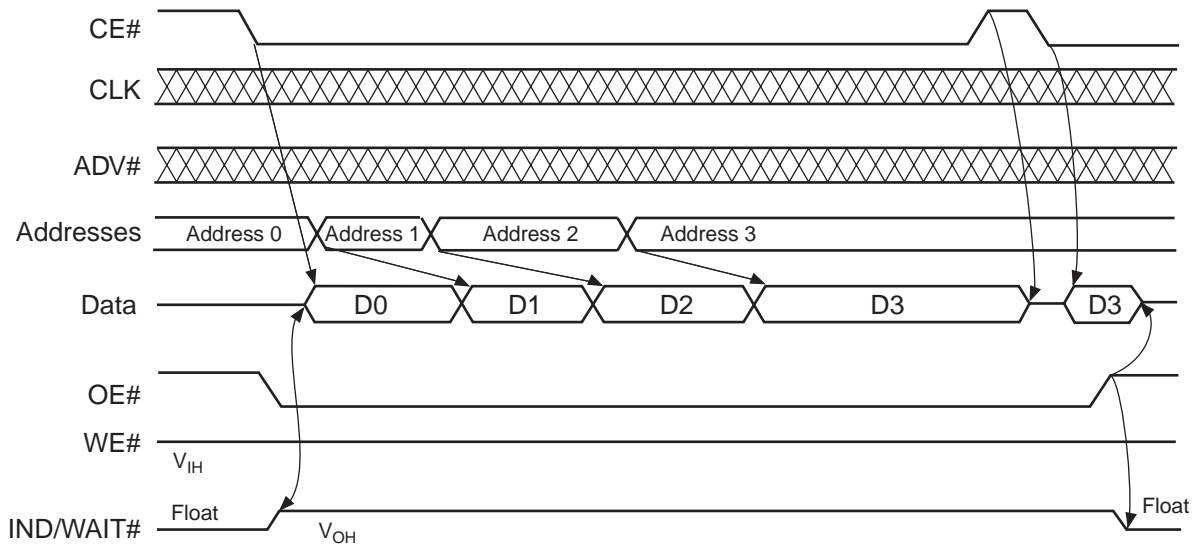 CE#
CLK
ADV#
Addresses Address 0 Address 1 Address 2 Address 3
Data D0 D1 D2 D3 D3
OE#
WE#
VIH
Float Float
IND/WAIT# VOH